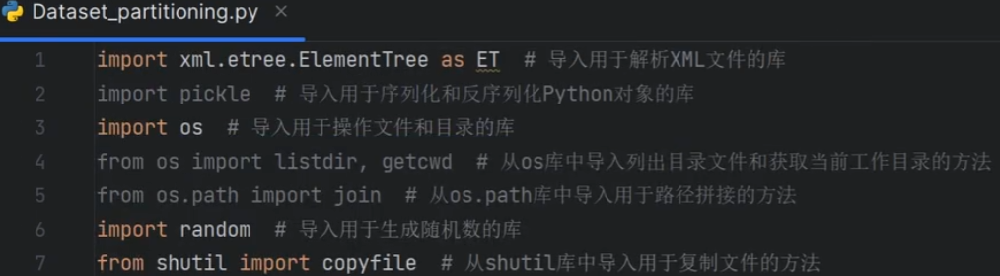 Dataset_partitioning.py ×
1 import xml.etree.ElementTree as ET # 导入用于解析XML文件的库
2 import pickle # 导入用于序列化和反序列化Python对象的库
3 import os # 导入用于操作文件和目录的库
4 from os import listdir, getcwd # 从os库中导入列出目录文件和获取当前工作目录的方法
5 from os.path import join # 从os.path库中导入用于路径拼接的方法
6 import random # 导入用于生成随机数的库
7 from shutil import copyfile # 从shutil库中导入用于复制文件的方法